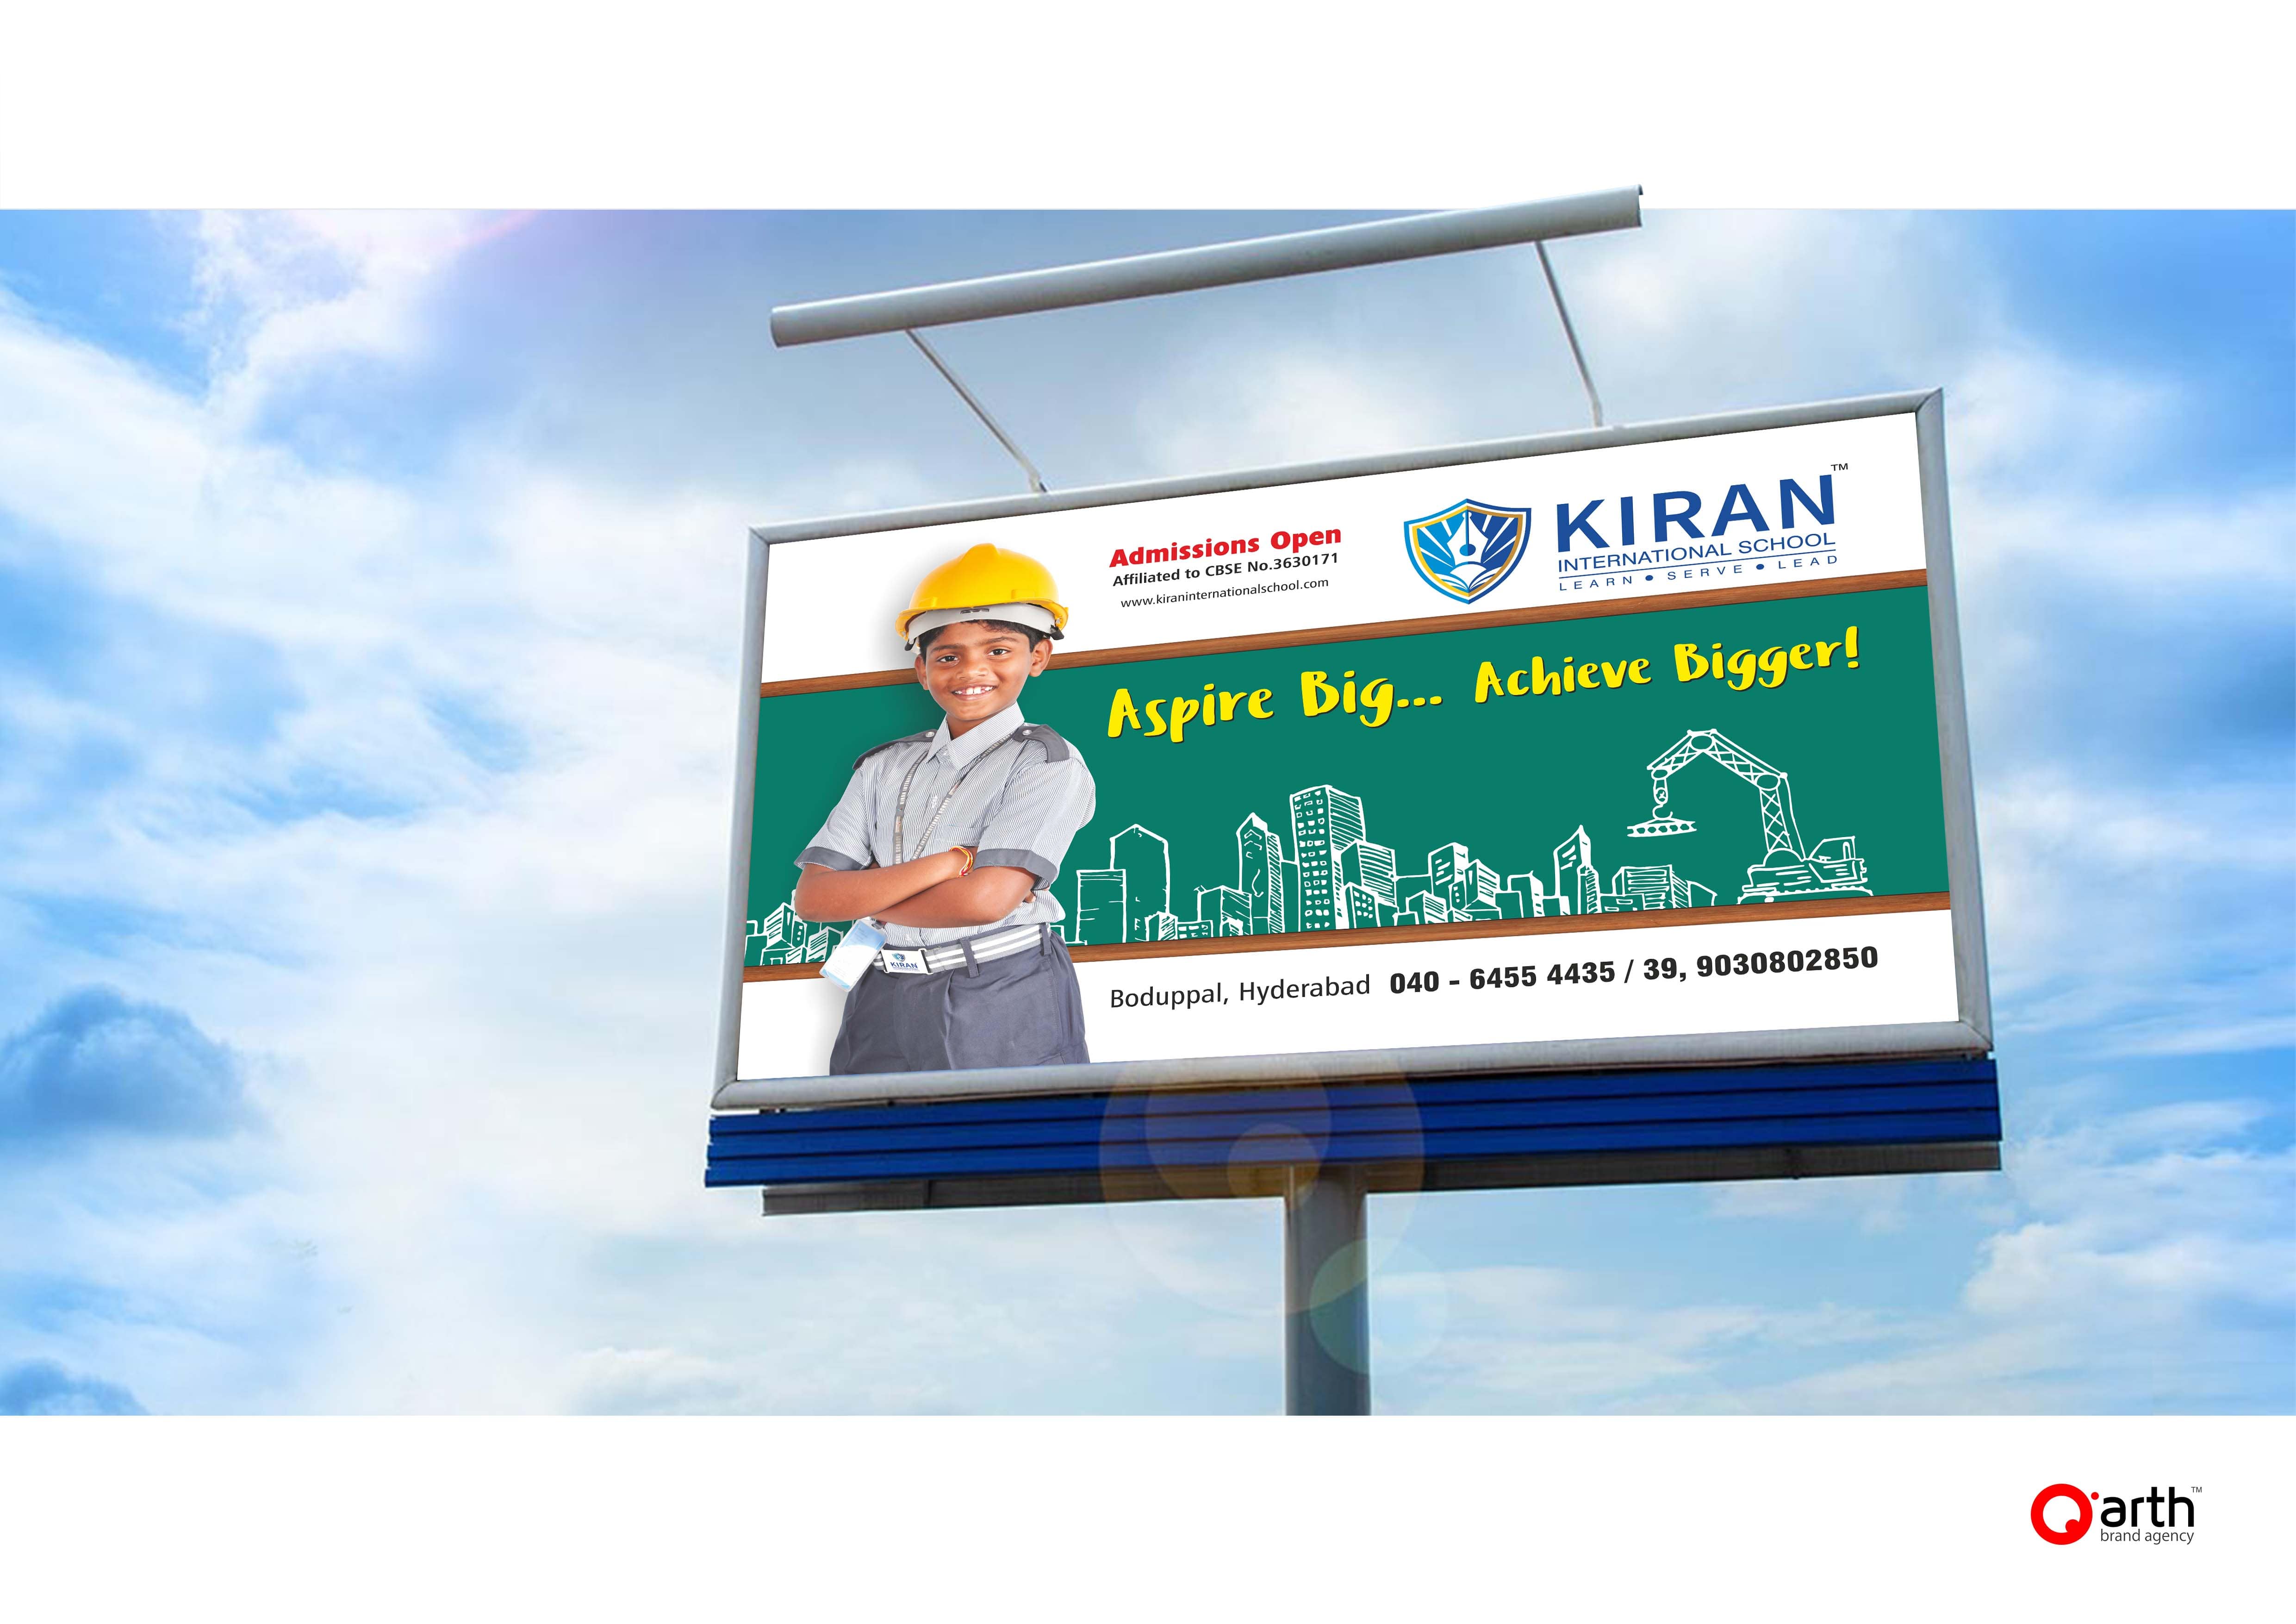 Admissions Open
Affiliated to CBSE No.3630171
www.kiraninternationalschool.com
KIRAN™
INTERNATIONAL SCHOOL
LEARN • SERVE • LEAD
Aspire Big... Achieve Bigger!
KIRAN
Boduppal, Hyderabad 040 - 6455 4435 / 39, 9030802850
arth™
brand agency